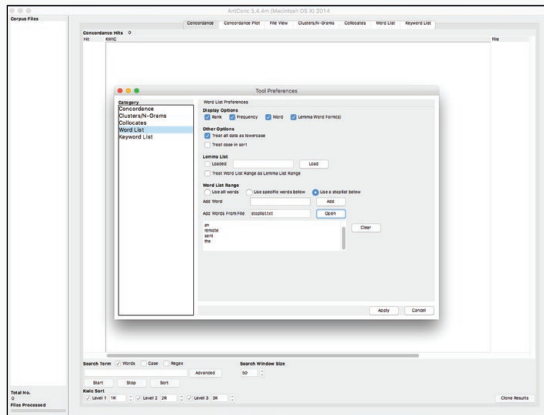 AntConc 3.4.4m (Macintosh OS X) 2014
Corpus Files
Concordance Concordance Plot File View Clusters/N-Grams Collocates Word List Keyword List
Concordance Hits 0
Hit KWIC File
Tool Preferences
Category
Concordance
Clusters/N-Grams
Collocates
Word List
Keyword List
Word List Preferences
Display Options
Rank Frequency Word Lemma Word Form(s)
Other Options
Treat all data as lowercase
Treat case in sort
Lemma List
Loaded Load
Treat Word List Range as Lemma List Range
Word List Range
Use all words Use specific words below Use a stoplist below
Add Word Add
Add Words From File stoplist.txt Open
an
remote
sent
the
Clear
Apply Cancel
Search Term Words Case Regex Search Window Size
Advanced 50
Start Stop Sort
Kwic Sort
Level 1 1R Level 2 2R Level 3 3R Clone Results
Total No.
0
Files Processed